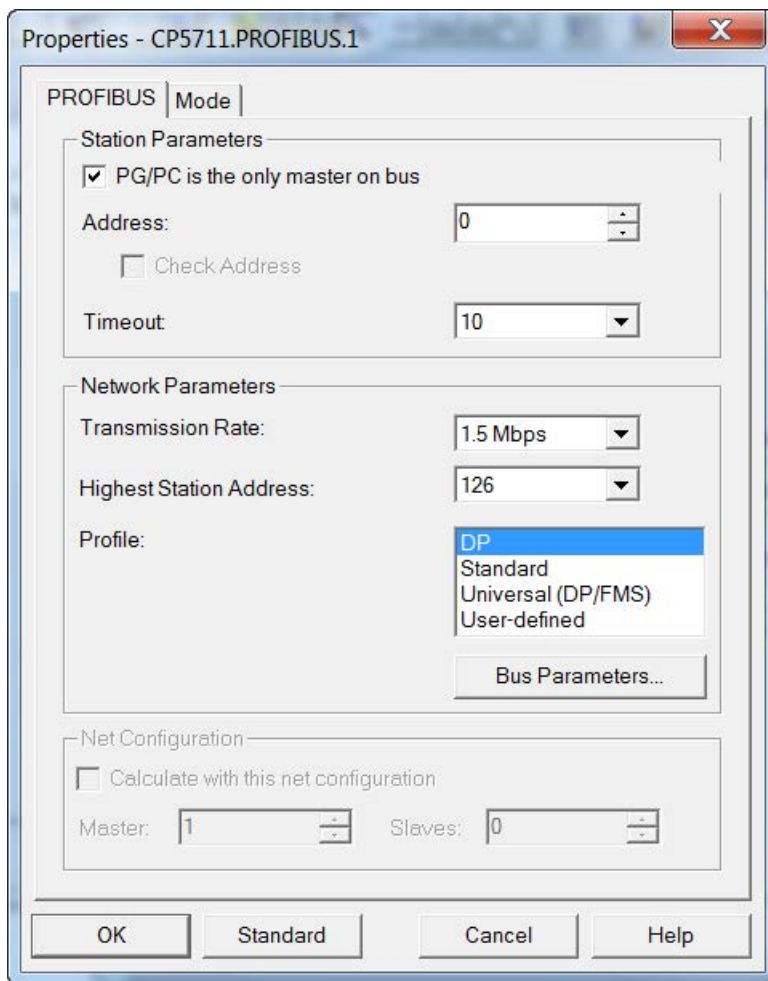 Properties - CP5711.PROFIBUS.1
PROFIBUS Mode
Station Parameters
PG/PC is the only master on bus
Address: 0
Check Address
Timeout: 10
Network Parameters
Transmission Rate: 1.5 Mbps
Highest Station Address: 126
Profile: DP
Standard
Universal (DP/FMS)
User-defined
Bus Parameters...
Net Configuration
Calculate with this net configuration
Master: 1 Slaves: 0
OK Standard Cancel Help